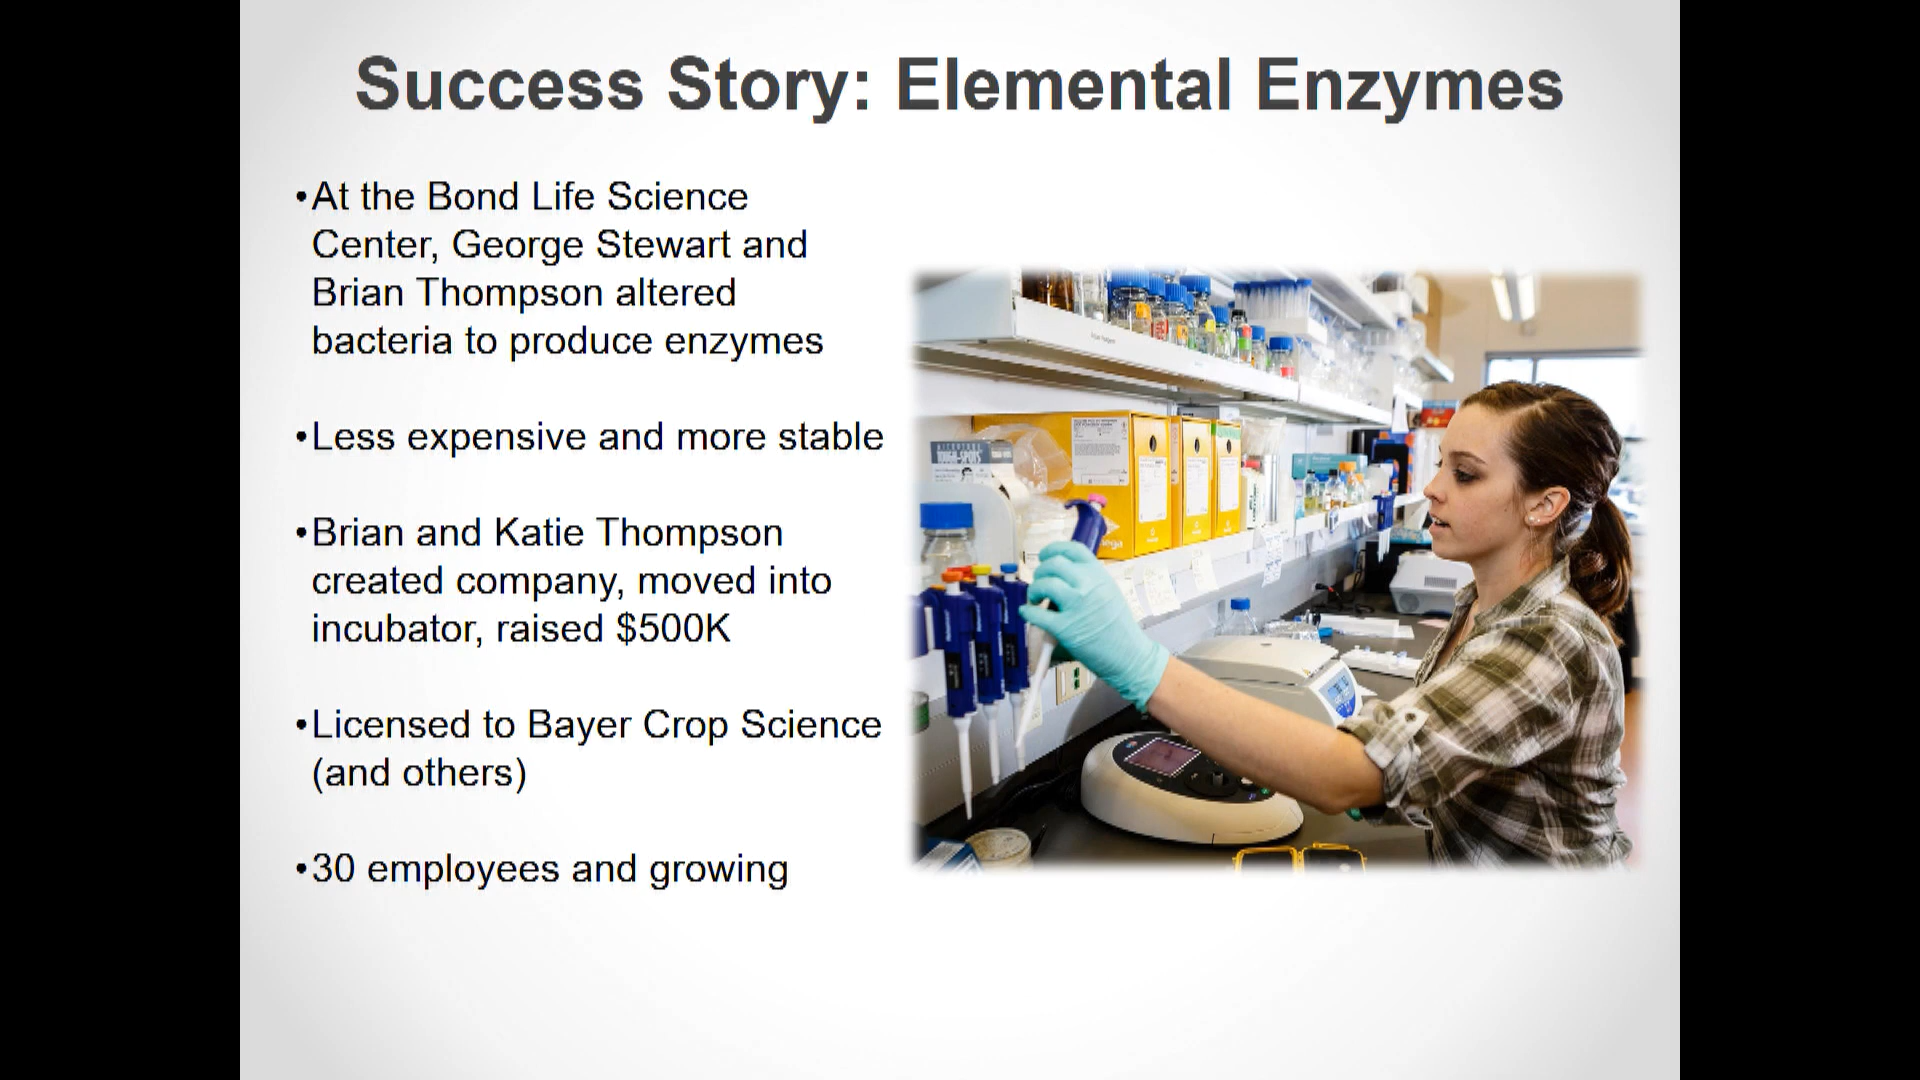 Success Story: Elemental Enzymes
•At the Bond Life Science
Center, George Stewart and
Brian Thompson altered
bacteria to produce enzymes
•Less expensive and more stable
•Brian and Katie Thompson
created company, moved into
incubator, raised $500K
•Licensed to Bayer Crop Science
(and others)
•30 employees and growing
TOUGH-SPOTS